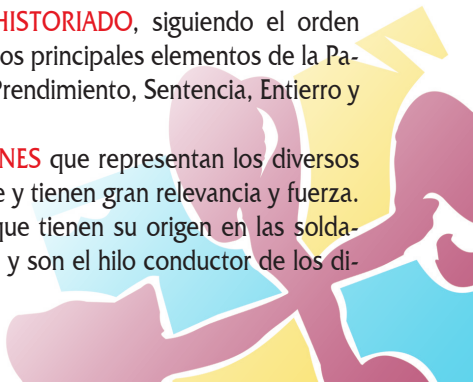 HISTORIADO, siguiendo el orden
os principales elementos de la Pa-
Prendimiento, Sentencia, Entierro y
NES que representan los diversos
e y tienen gran relevancia y fuerza.
que tienen su origen en las solda-
y son el hilo conductor de los di-